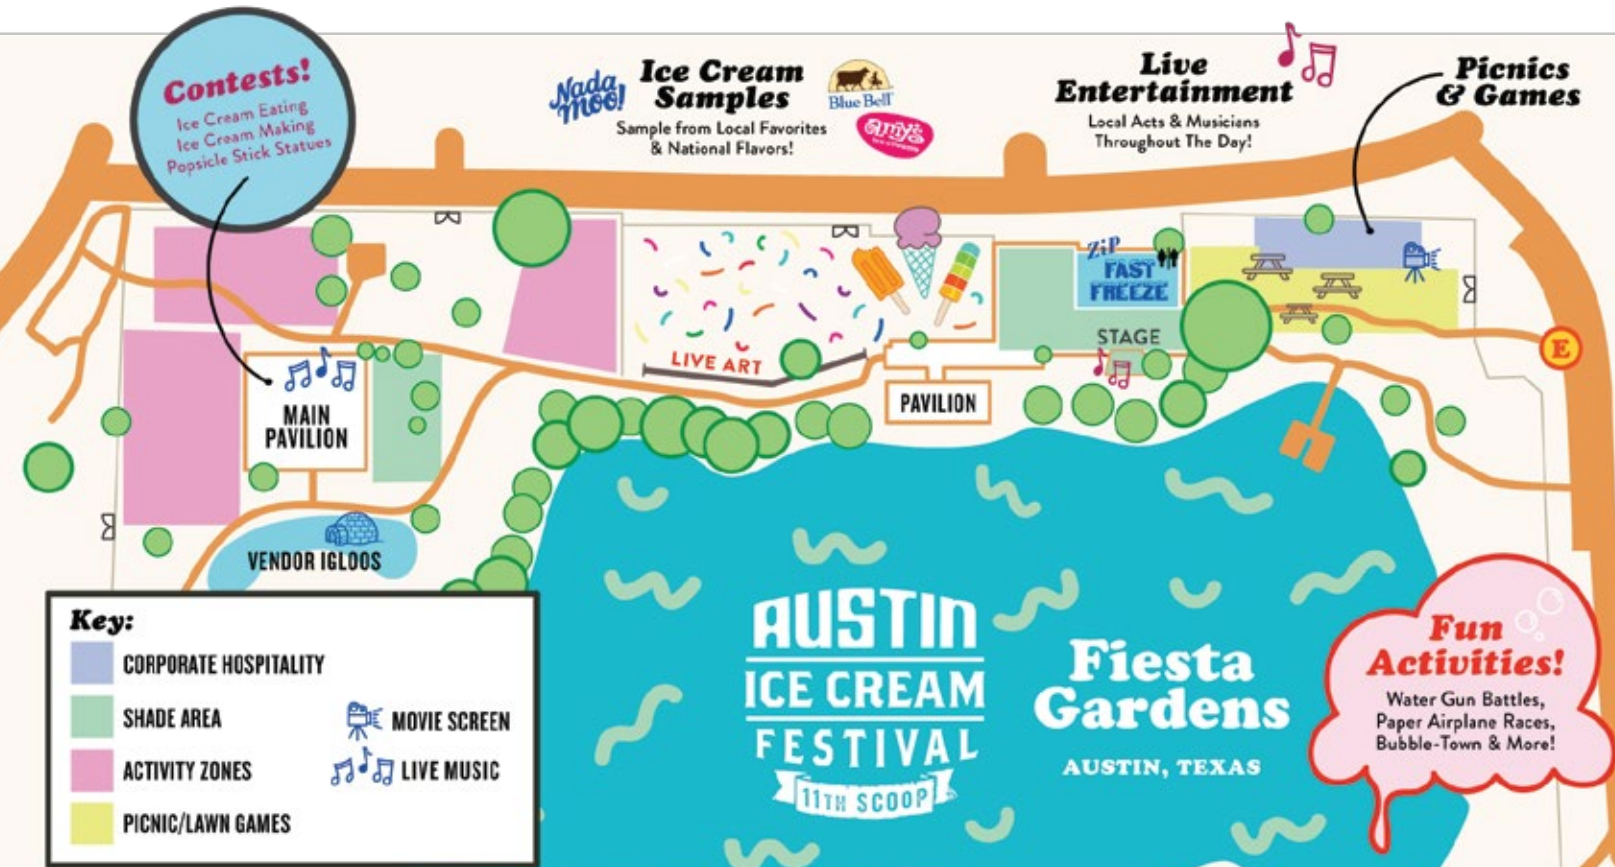 Contests!
Ice Cream Eating
Ice Cream Making
Popsicle Stick Statues
Nada
moo!
Ice Cream
Samples
Sample from Local Favorites
& National Flavors!
Blue Bell
amy's
Live
Entertainment
Local Acts & Musicians
Throughout The Day!
Picnics
& Games
ZiP
FAST
FREEZE
STAGE
LIVE ART
PAVILION
E
MAIN
PAVILION
VENDOR IGLOOS
Key:
CORPORATE HOSPITALITY
SHADE AREA
ACTIVITY ZONES
PICNIC/LAWN GAMES
MOVIE SCREEN
LIVE MUSIC
AUSTIN
ICE CREAM
FESTIVAL
11TH SCOOP
Fiesta
Gardens
AUSTIN, TEXAS
Fun
Activities!
Water Gun Battles,
Paper Airplane Races,
Bubble-Town & More!